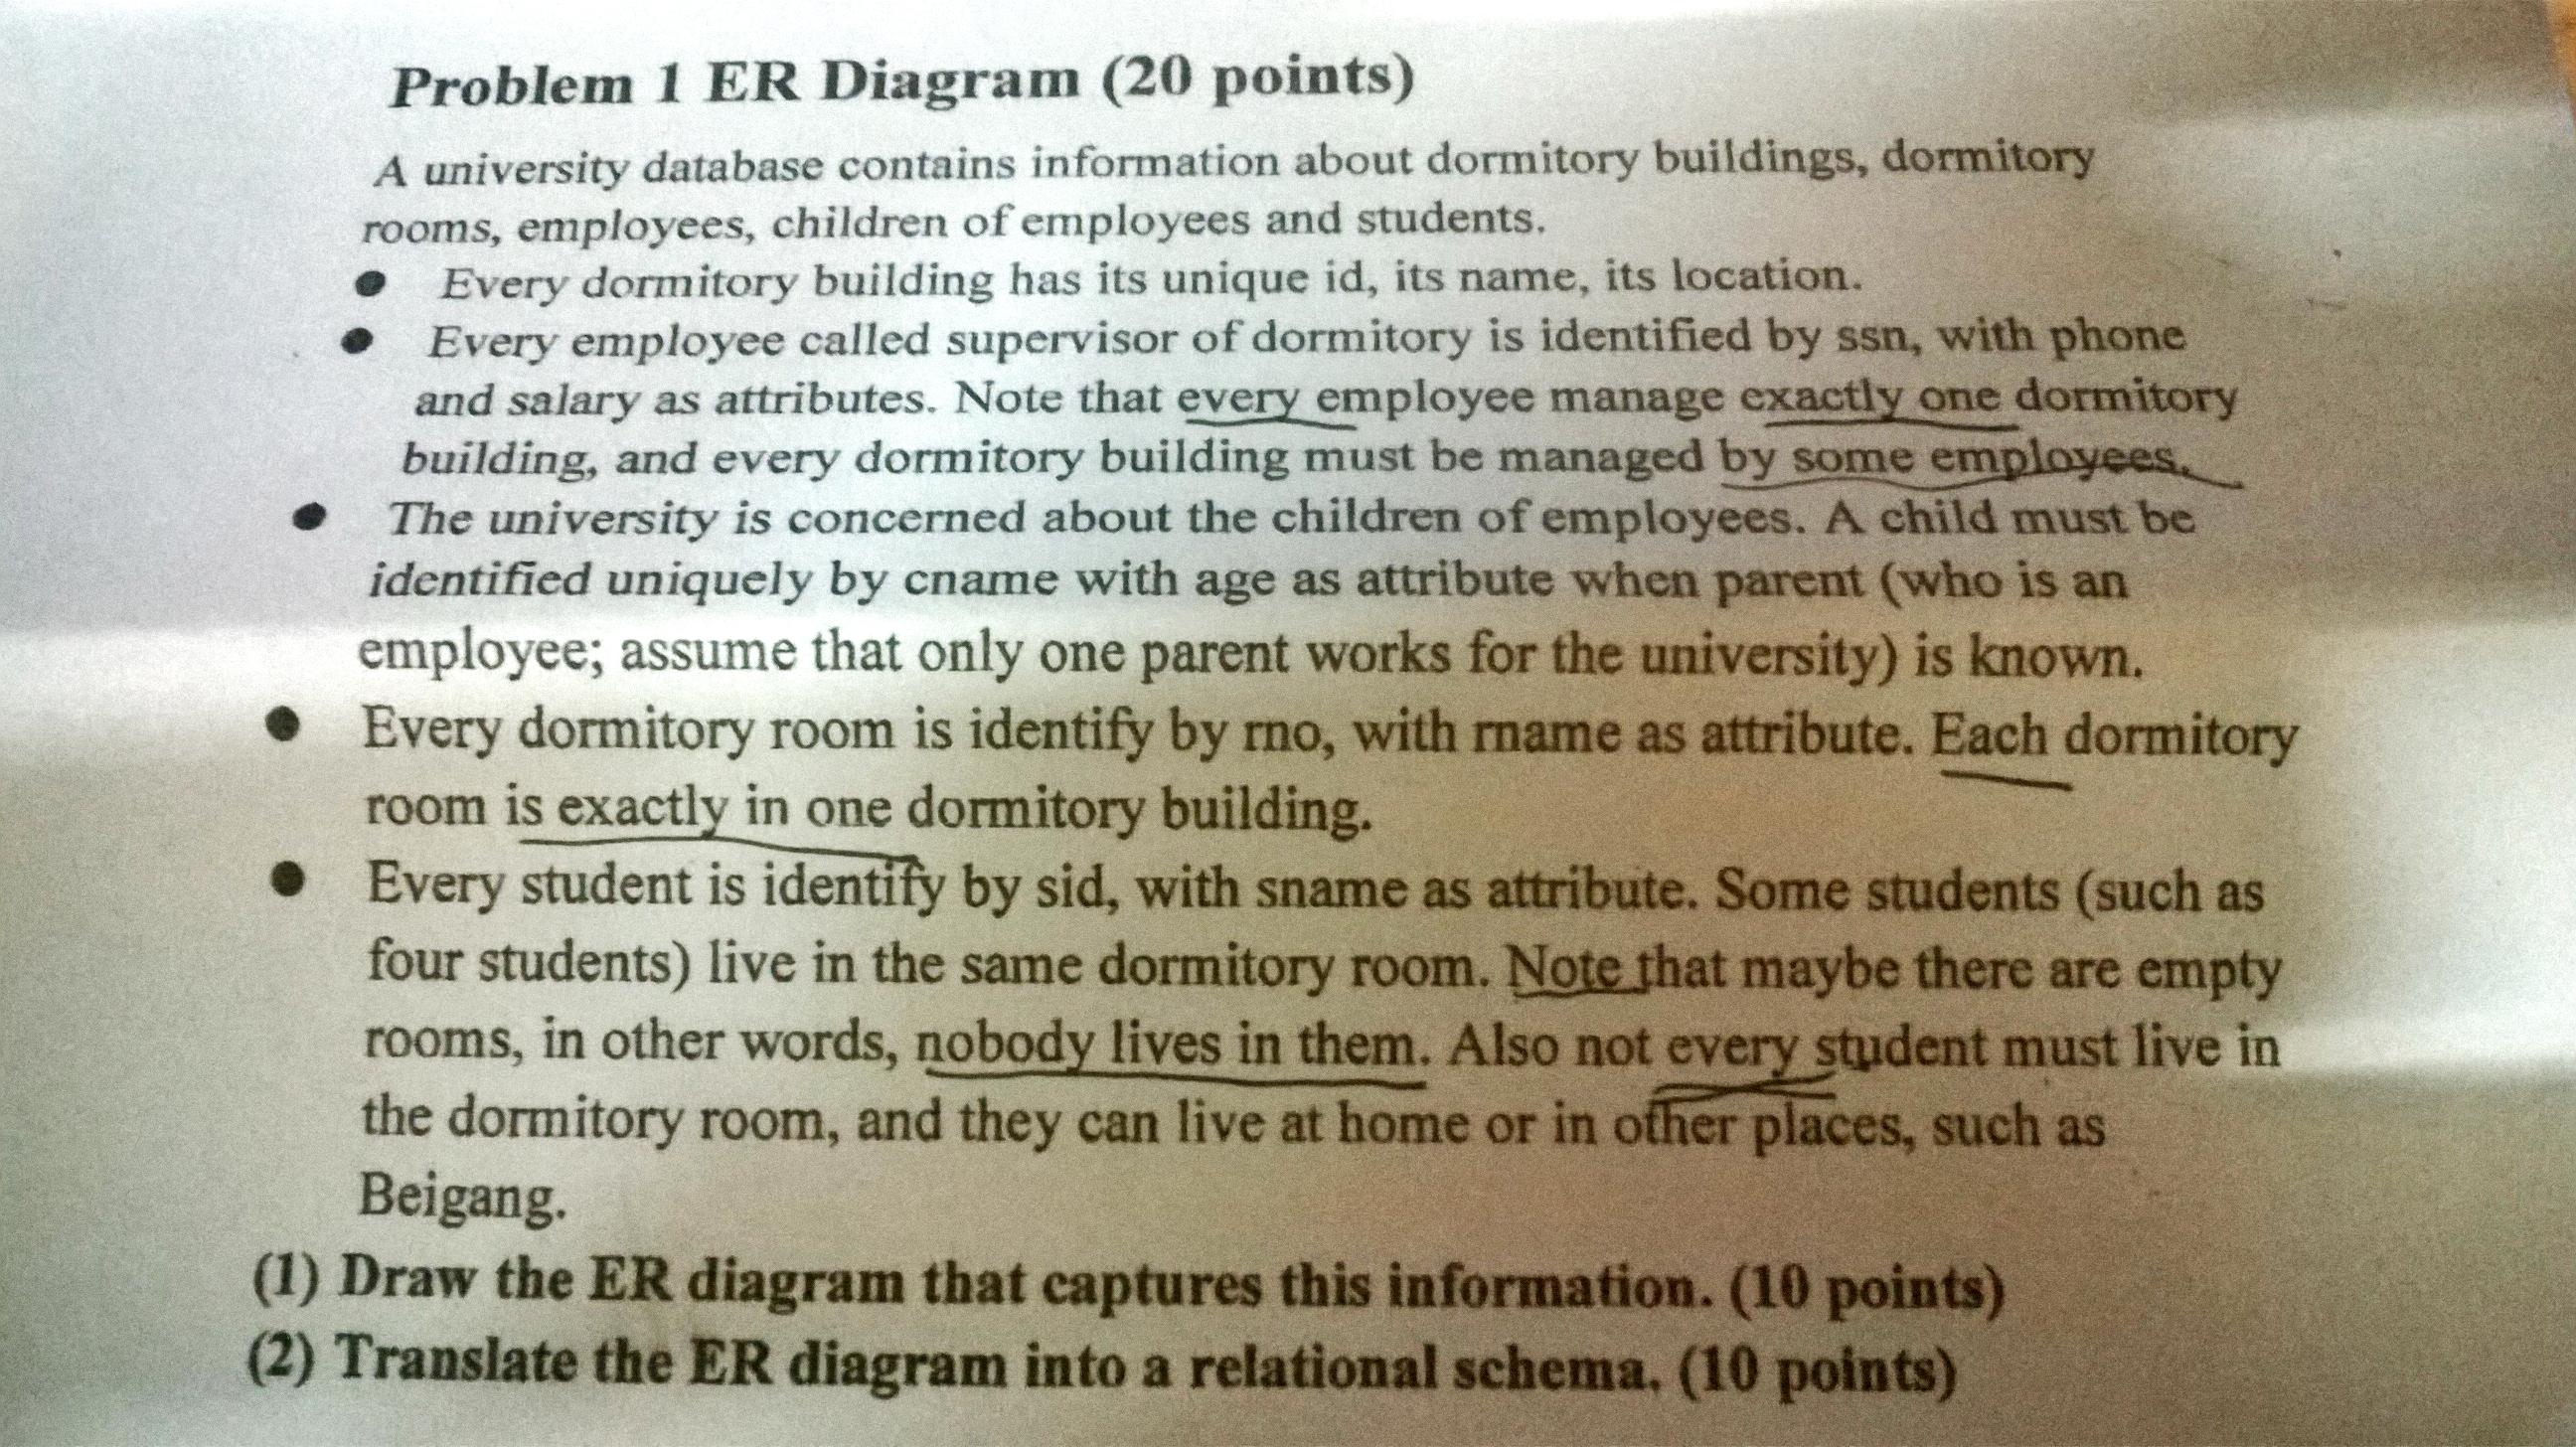 Problem 1 ER Diagram (20 points)
A university database contains information about dormitory buildings, dormitory
rooms, employees, children of employees and students.
● Every dormitory building has its unique id, its name, its location.
● Every employee called supervisor of dormitory is identified by ssn, with phone
and salary as attributes. Note that every employee manage exactly one dormitory
building, and every dormitory building must be managed by some employees.
● The university is concerned about the children of employees. A child must be
identified uniquely by cname with age as attribute when parent (who is an
employee; assume that only one parent works for the university) is known.
● Every dormitory room is identify by rno, with rname as attribute. Each dormitory
room is exactly in one dormitory building.
● Every student is identify by sid, with sname as attribute. Some students (such as
four students) live in the same dormitory room. Note that maybe there are empty
rooms, in other words, nobody lives in them. Also not every student must live in
the dormitory room, and they can live at home or in other places, such as
Beigang.
(1) Draw the ER diagram that captures this information. (10 points)
(2) Translate the ER diagram into a relational schema. (10 points)